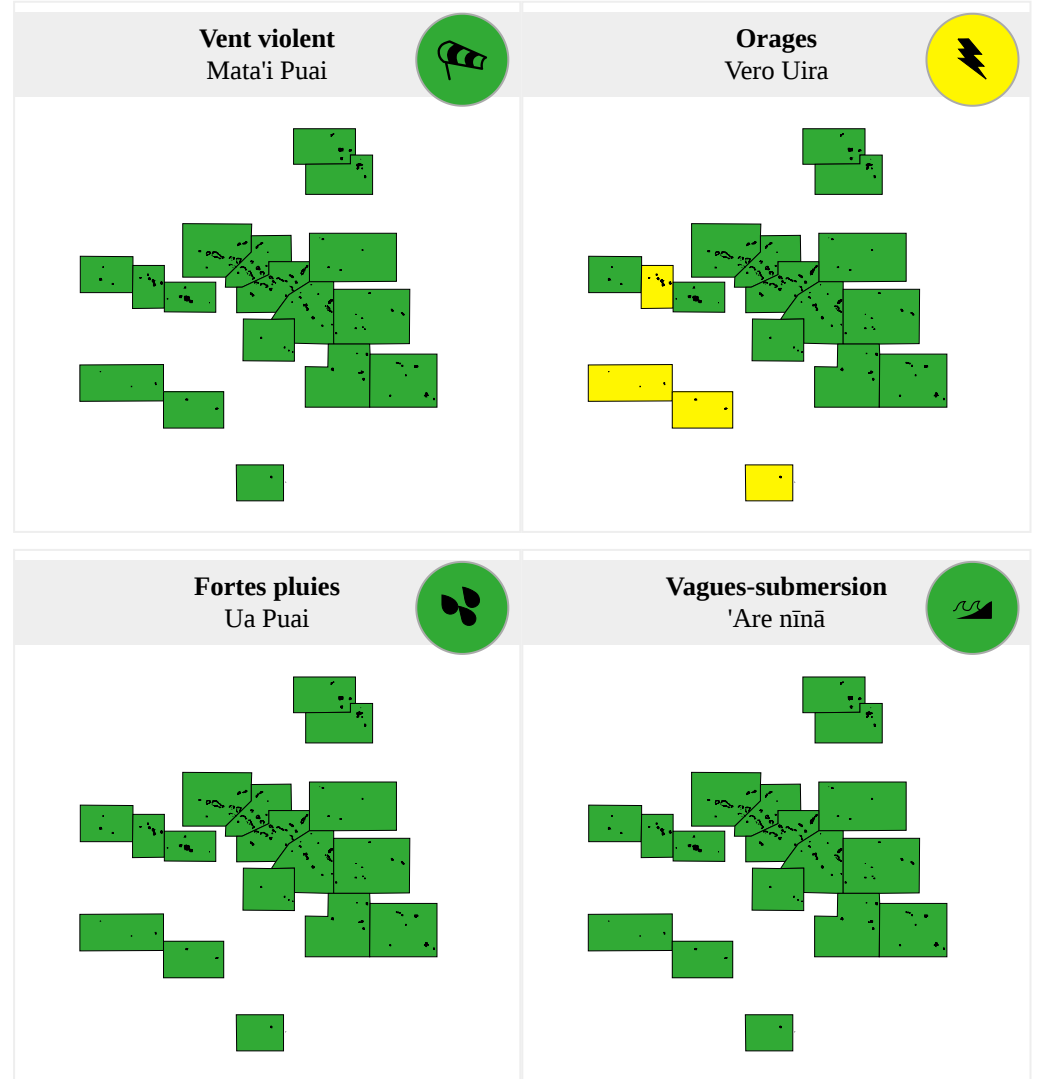 Vent violent
Mata'i Puai
Orages
Vero Uira
Fortes pluies
Ua Puai
Vagues-submersion
'Are nīnā